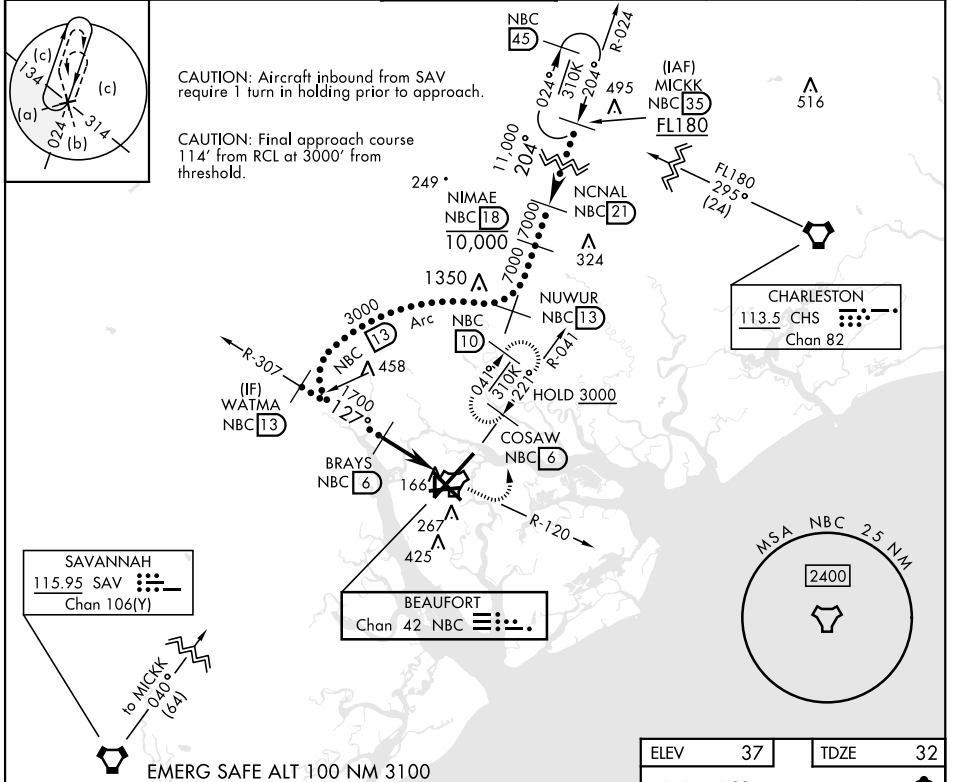 (c)
134
(c)
(a)
024
(b)
314
CAUTION: Aircraft inbound from SAV
require 1 turn in holding prior to approach.
CAUTION: Final approach course
114' from RCL at 3000' from
threshold.
NBC
45
R-024
024°
310K
204°
495
(IAF)
MICKK
NBC 35
FL180
516
11,000
204°
249
NIMAE
NBC 18
10,000
7000
NCNAL
NBC 21
FL180
295°
(24)
324
7000
1350
NUWUR
NBC 13
3000
Arc
NBC 13
NBC
10
R-041
CHARLESTON
113.5 CHS
Chan 82
R-307
458
041°
310K
221°
HOLD 3000
(IF)
WATMA
NBC 13
1700
127°
COSAW
NBC 6
BRAYS
NBC 6
166
R-120
267
425
MSA NBC 25 NM
2400
SAVANNAH
115.95 SAV
Chan 106(Y)
BEAUFORT
Chan 42 NBC
to MICKK
040°
(64)
EMERG SAFE ALT 100 NM 3100
ELEV 37
TDZE 32